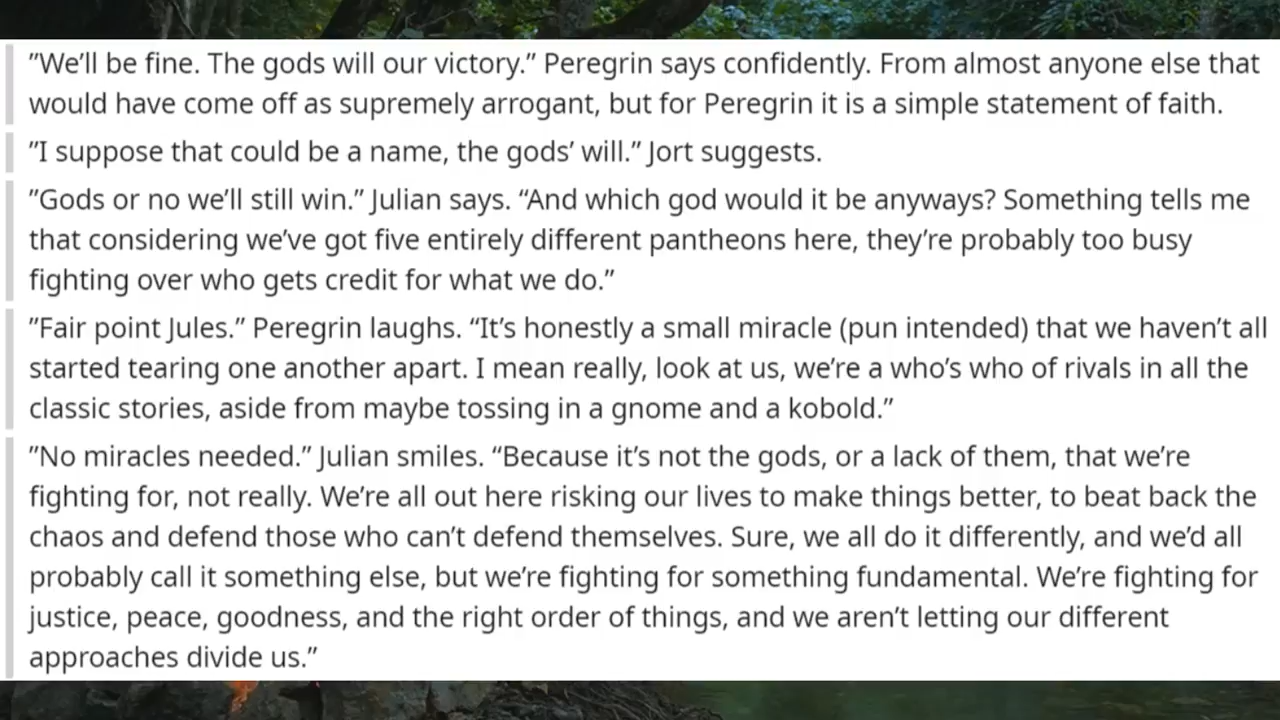 ”We’ll be fine. The gods will our victory.” Peregrin says confidently. From almost anyone else that
would have come off as supremely arrogant, but for Peregrin it is a simple statement of faith.
”I suppose that could be a name, the gods’ will.” Jort suggests.
”Gods or no we’ll still win.” Julian says. “And which god would it be anyways? Something tells me
that considering we’ve got five entirely different pantheons here, they’re probably too busy
fighting over who gets credit for what we do.”
”Fair point Jules.” Peregrin laughs. “It’s honestly a small miracle (pun intended) that we haven’t all
started tearing one another apart. I mean really, look at us, we’re a who’s who of rivals in all the
classic stories, aside from maybe tossing in a gnome and a kobold.”
”No miracles needed.” Julian smiles. “Because it’s not the gods, or a lack of them, that we’re
fighting for, not really. We’re all out here risking our lives to make things better, to beat back the
chaos and defend those who can’t defend themselves. Sure, we all do it differently, and we’d all
probably call it something else, but we’re fighting for something fundamental. We’re fighting for
justice, peace, goodness, and the right order of things, and we aren’t letting our different
approaches divide us.”